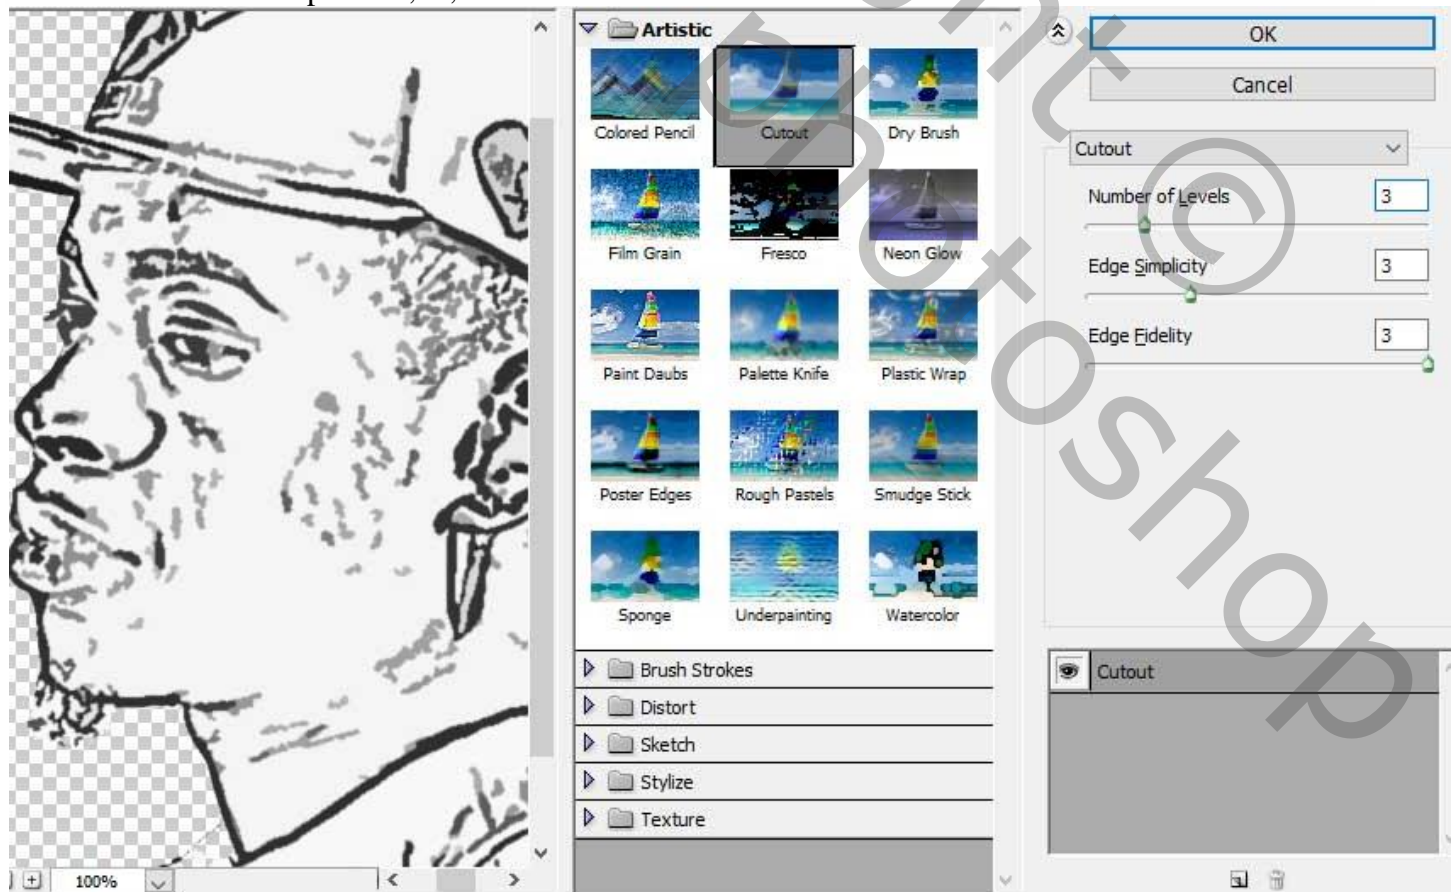 Artistic
Colored Pencil
Cutout
Dry Brush
Film Grain
Fresco
Neon Glow
Paint Daubs
Palette Knife
Plastic Wrap
Poster Edges
Rough Pastels
Smudge Stick
Sponge
Underpainting
Watercolor
Brush Strokes
Distort
Sketch
Stylize
Texture
OK
Cancel
Cutout
Number of Levels 3
Edge Simplicity 3
Edge Fidelity 3
Cutout
100%
©
photoshop